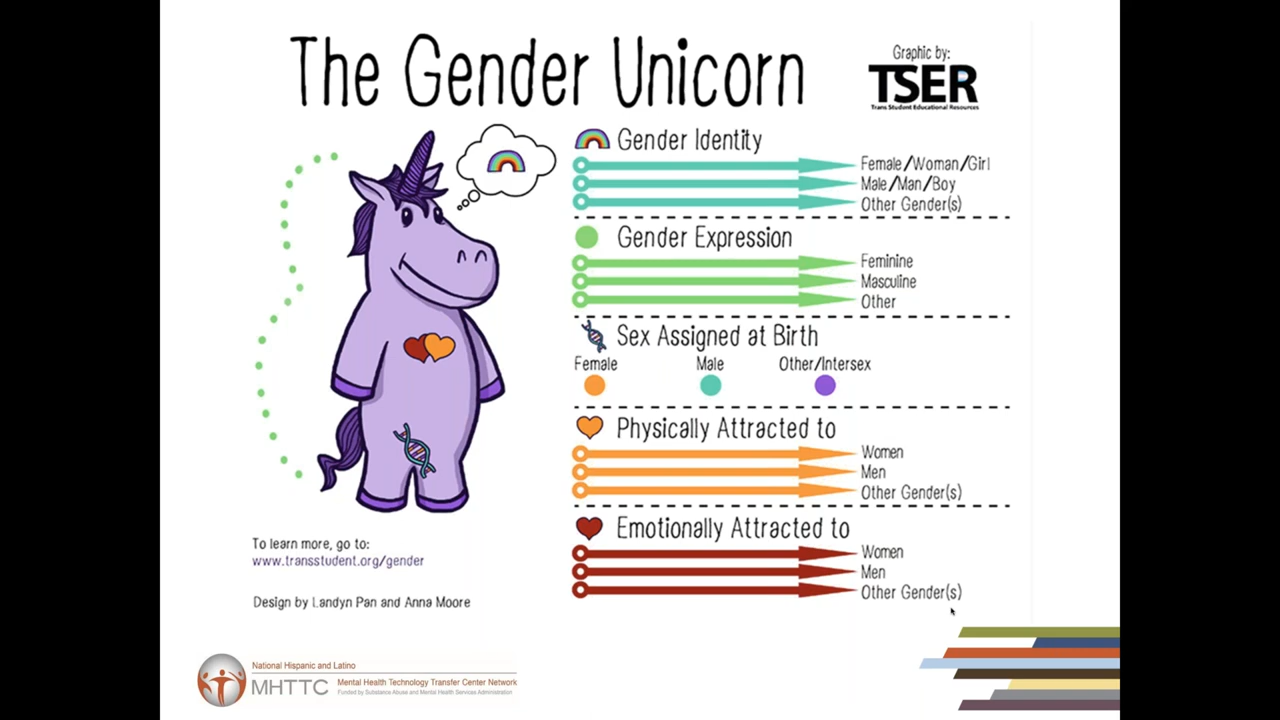 The Gender Unicorn
Graphic by:
TSER
Trans Student Educational Resources
Gender Identity
Female/Woman/Girl
Male/Man/Boy
Other Gender(s)
Gender Expression
Feminine
Masculine
Other
Sex Assigned at Birth
Female Male Other/Intersex
Physically Attracted to
Women
Men
Other Gender(s)
Emotionally Attracted to
Women
Men
Other Gender(s)
To learn more, go to:
www.transstudent.org/gender
Design by Landyn Pan and Anna Moore
National Hispanic and Latino
MHTTC
Mental Health Technology Transfer Center Network
Funded by Substance Abuse and Mental Health Services Administration